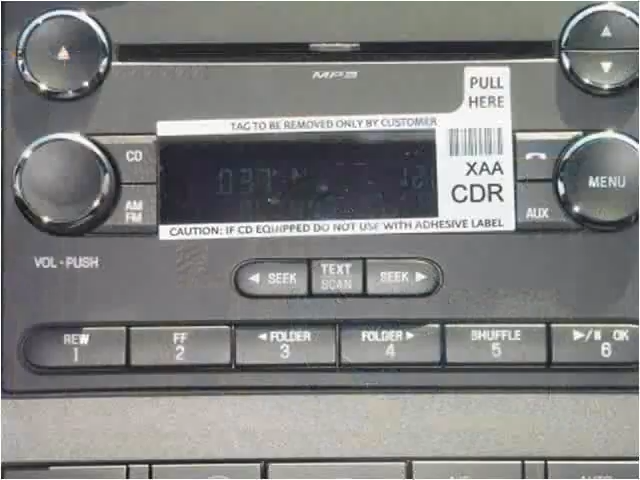 MP3
PULL
HERE
TAG TO BE REMOVED ONLY BY CUSTOMER
XAA
CDR
CAUTION: IF CD EQUIPPED DO NOT USE WITH ADHESIVE LABEL
CD
AM
FM
AUX
MENU
VOL - PUSH
SEEK
TEXT
SCAN
SEEK
REW
1
FF
2
FOLDER
3
FOLDER
4
SHUFFLE
5
OK
6